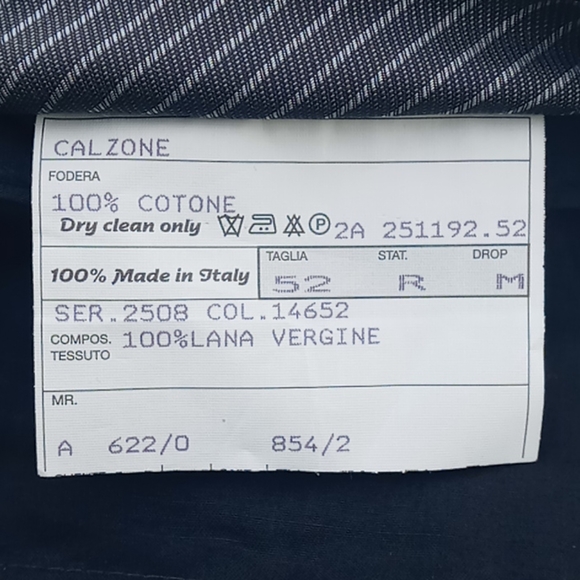 CALZONE
FODERA
100% COTONE
Dry clean only P 2A 251192.52
100% Made in Italy
TAGLIA STAT. DROP
52 R M
SER.2508 COL.14652
COMPOS. TESSUTO 100%LANA VERGINE
MR.
A 622/0 854/2